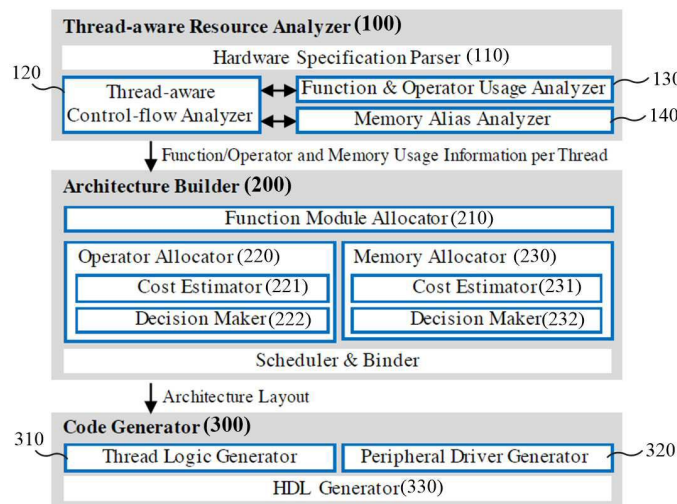 Thread-aware Resource Analyzer (100)
Hardware Specification Parser (110)
120
Thread-aware
Control-flow Analyzer
Function & Operator Usage Analyzer
130
Memory Alias Analyzer
140
Function/Operator and Memory Usage Information per Thread
Architecture Builder (200)
Function Module Allocator (210)
Operator Allocator (220)
Cost Estimator (221)
Decision Maker (222)
Memory Allocator (230)
Cost Estimator (231)
Decision Maker (232)
Scheduler & Binder
Architecture Layout
Code Generator (300)
310
Thread Logic Generator
Peripheral Driver Generator
320
HDL Generator(330)